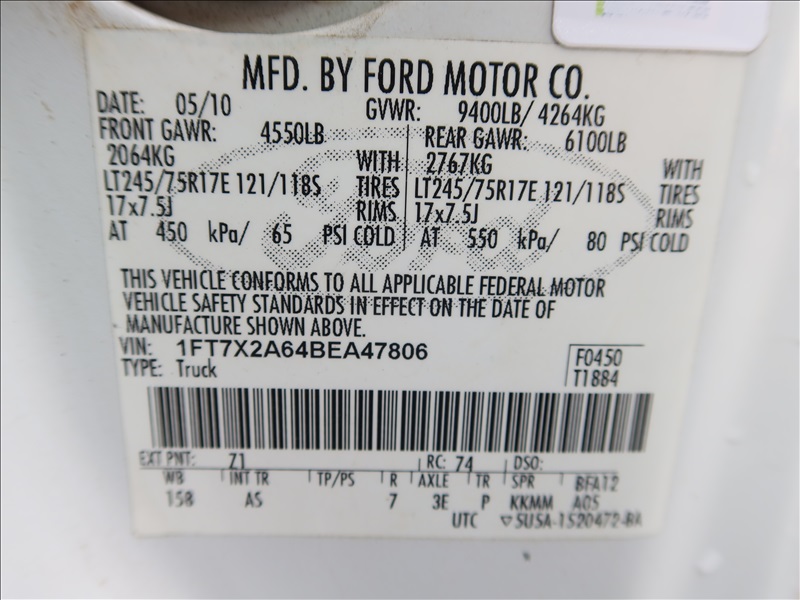 MFD. BY FORD MOTOR CO.
DATE: 05/10 GVWR: 9400LB/ 4264KG
FRONT GAWR: 4550LB REAR GAWR: 6100LB
2064KG WITH 2767KG WITH
LT245/75R17E 121/118S TIRES LT245/75R17E 121/118S TIRES
17x7.5J RIMS 17x7.5J RIMS
AT 450 kPa/ 65 PSI COLD AT 550 kPa/ 80 PSI COLD
Ford
THIS VEHICLE CONFORMS TO ALL APPLICABLE FEDERAL MOTOR
VEHICLE SAFETY STANDARDS IN EFFECT ON THE DATE OF
MANUFACTURE SHOWN ABOVE.
VIN: 1FT7X2A64BEA47806 F0450
TYPE: Truck T1884
EXT PNT: Z1 RC: 74 DSO:
WB INT TR TP/PS R AXLE TR SPR BFA12
158 AS 7 3E P KKMM A05
UTC ▽5USA-1520472-BA